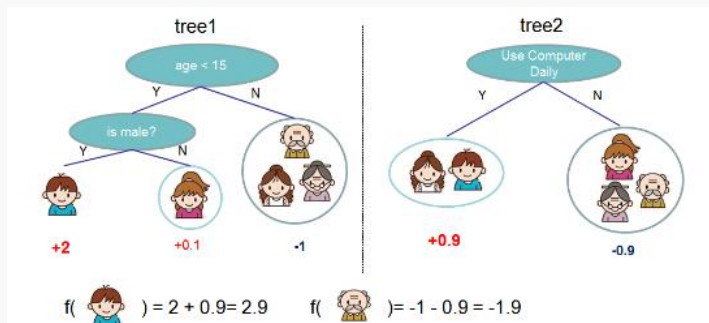 tree1
tree2
age < 15
Use Computer
Daily
Y
N
Y
N
is male?
Y
N
+2
+0.1
-1
+0.9
-0.9
f( ) = 2 + 0.9= 2.9
f( )= -1 - 0.9 = -1.9